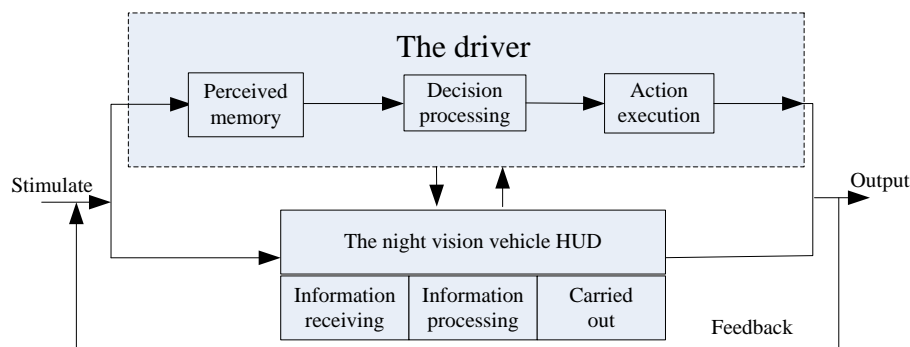 The driver
Perceived
memory
Decision
processing
Action
execution
Stimulate
Output
The night vision vehicle HUD
Information
receiving
Information
processing
Carried
out
Feedback